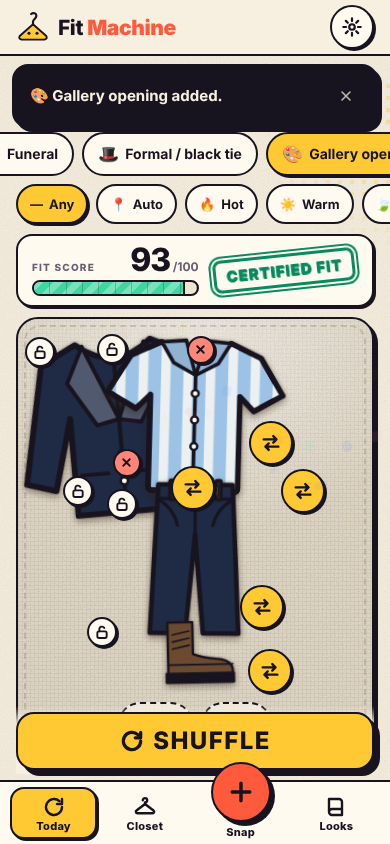 Fit Machine
🎨 Gallery opening added.
Funeral
🎩 Formal / black tie
🎨 Gallery oper
— Any
📍 Auto
🔥 Hot
☀️ Warm
FIT SCORE
93/100
CERTIFIED FIT
SHUFFLE
Today
Closet
Snap
Looks